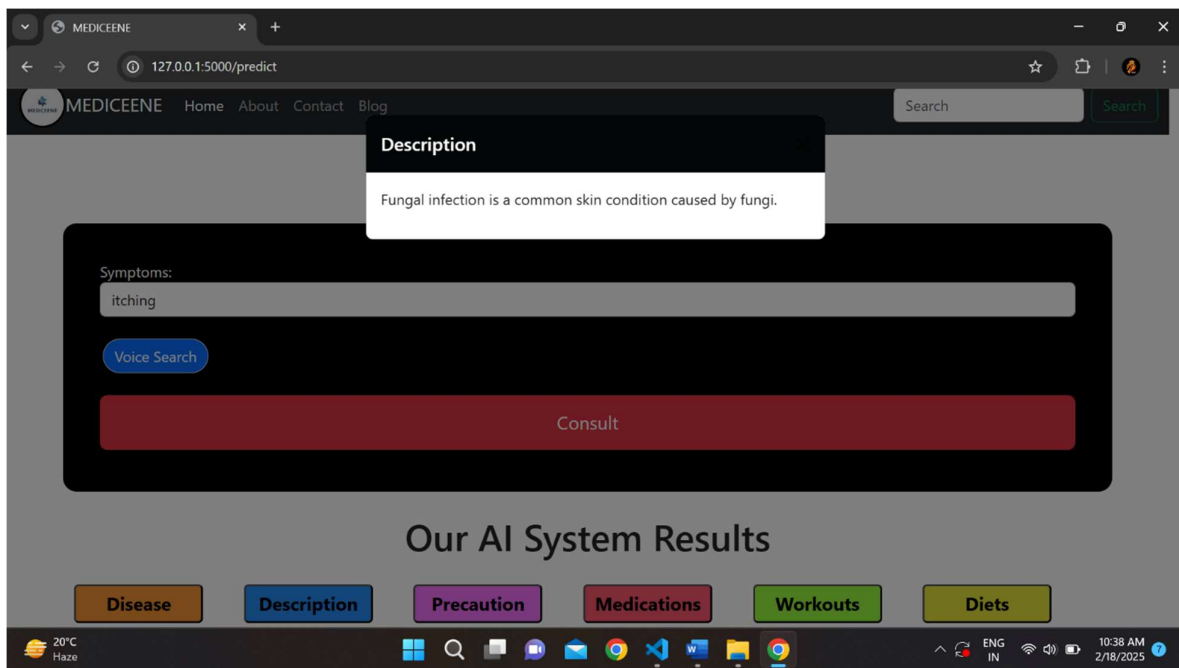 MEDICEENE
127.0.0.1:5000/predict
MEDICEENE MEDICEENE Home About Contact Blog Search Search
Description
Fungal infection is a common skin condition caused by fungi.
Symptoms:
itching
Voice Search
Consult
Our AI System Results
Disease Description Precaution Medications Workouts Diets
20°C
Haze
ENG
IN
10:38 AM
2/18/2025
7